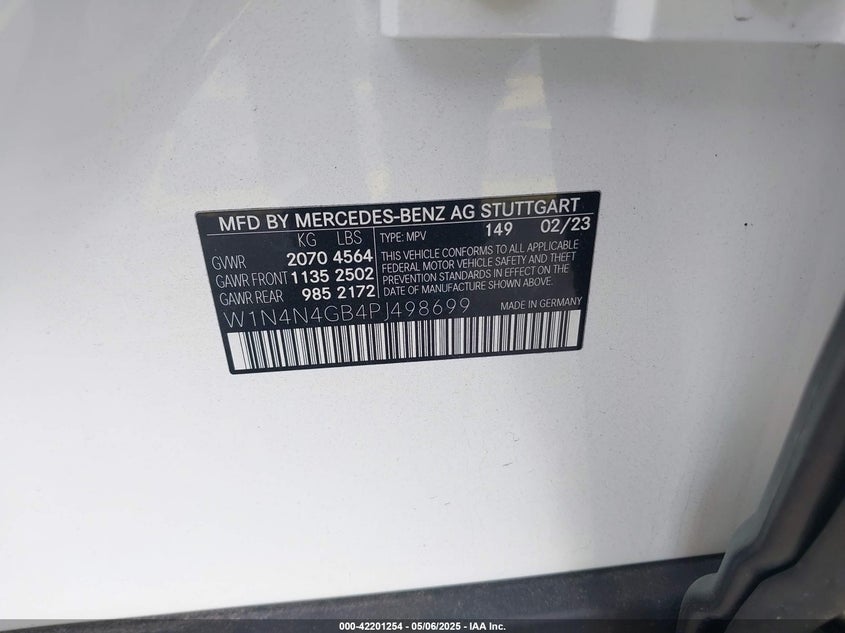 MFD BY MERCEDES-BENZ AG STUTTGART
KG LBS TYPE: MPV 149 02/23
GVWR 2070 4564
GAWR FRONT 1135 2502
GAWR REAR 985 2172
THIS VEHICLE CONFORMS TO ALL APPLICABLE
FEDERAL MOTOR VEHICLE SAFETY AND THEFT
PREVENTION STANDARDS IN EFFECT ON THE
DATE OF MANUFACTURE SHOWN ABOVE.
W1N4N4GB4PJ498699 MADE IN GERMANY
000-42201254 - 05/06/2025 - IAA Inc.